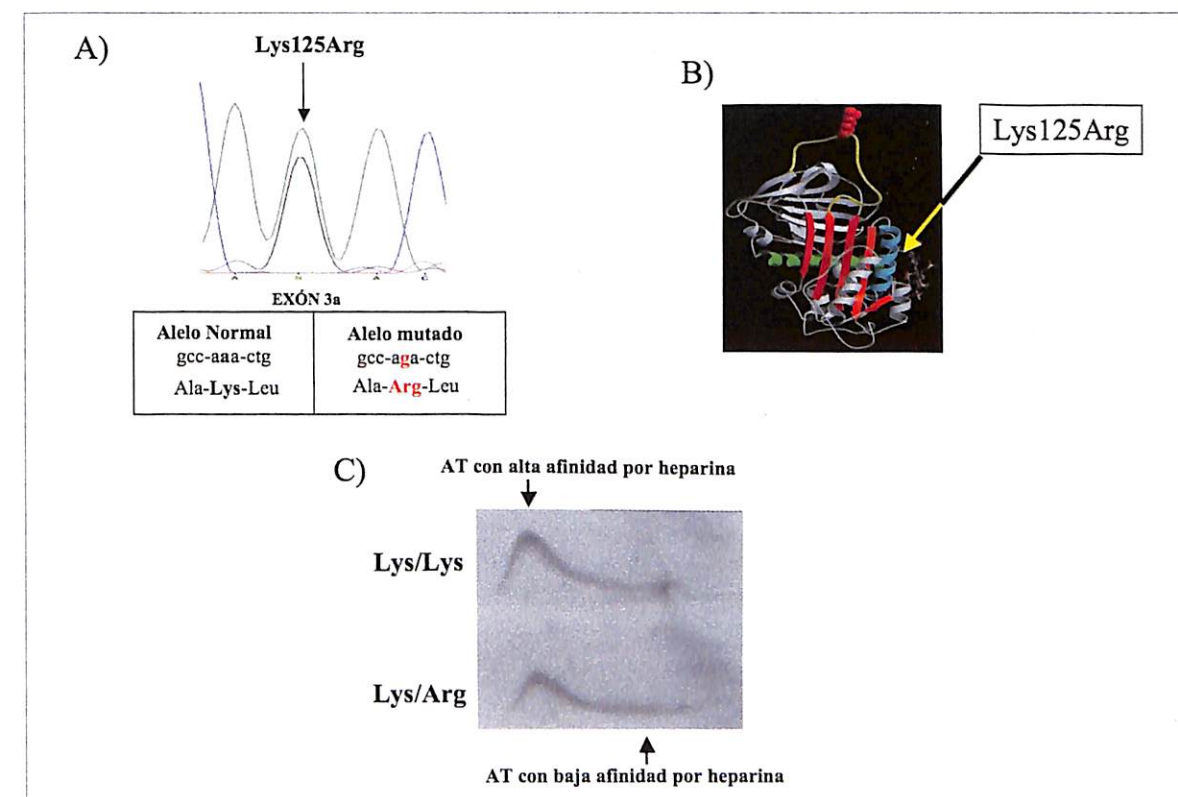 A)
Lys125Arg
EXÓN 3a
Alelo Normal
gcc-aaa-ctg
Ala-Lys-Leu
Alelo mutado
gcc-aga-ctg
Ala-Arg-Leu
B)
Lys125Arg
C)
AT con alta afinidad por heparina
Lys/Lys
Lys/Arg
AT con baja afinidad por heparina